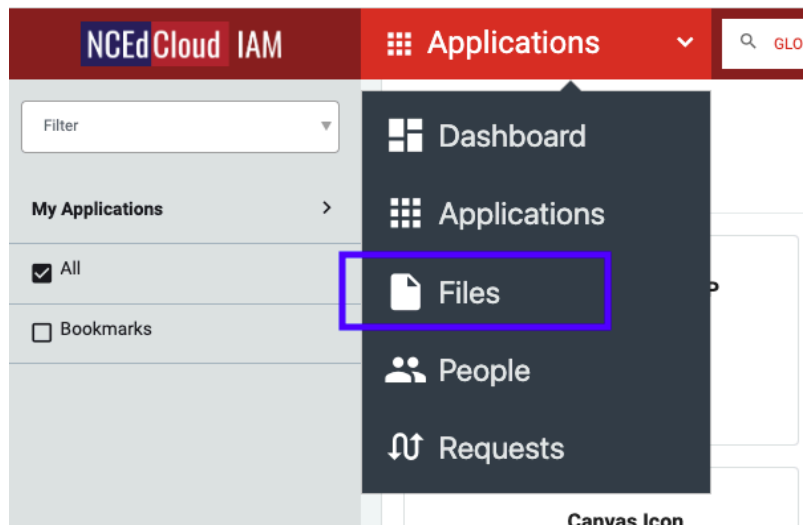 NCEdCloud IAM
Applications
GLO
Filter
My Applications
All
Bookmarks
Dashboard
Applications
Files
People
Requests
P
Canvas Icon